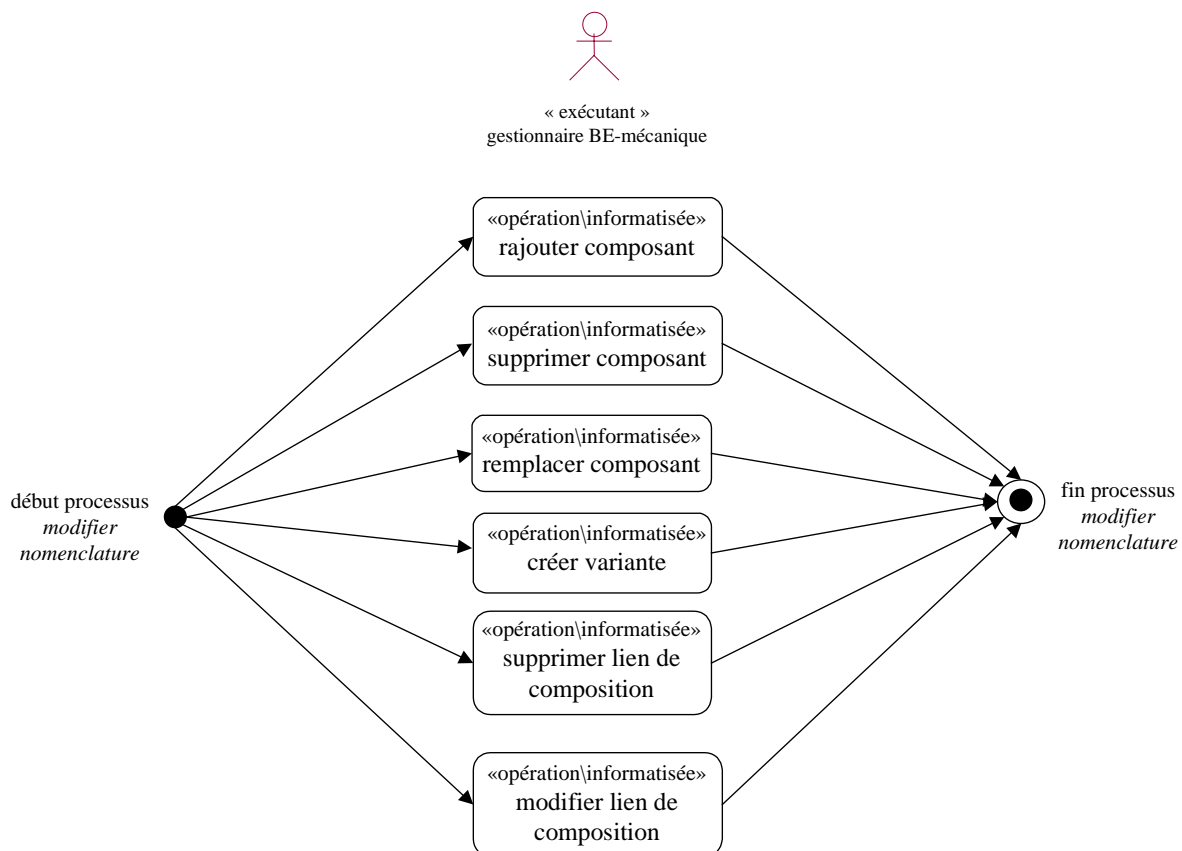 « exécutant »
gestionnaire BE-mécanique
«opération\informatisée»
rajouter composant
«opération\informatisée»
supprimer composant
«opération\informatisée»
remplacer composant
début processus
modifier
nomenclature
fin processus
modifier
nomenclature
«opération\informatisée»
créer variante
«opération\informatisée»
supprimer lien de
composition
«opération\informatisée»
modifier lien de
composition